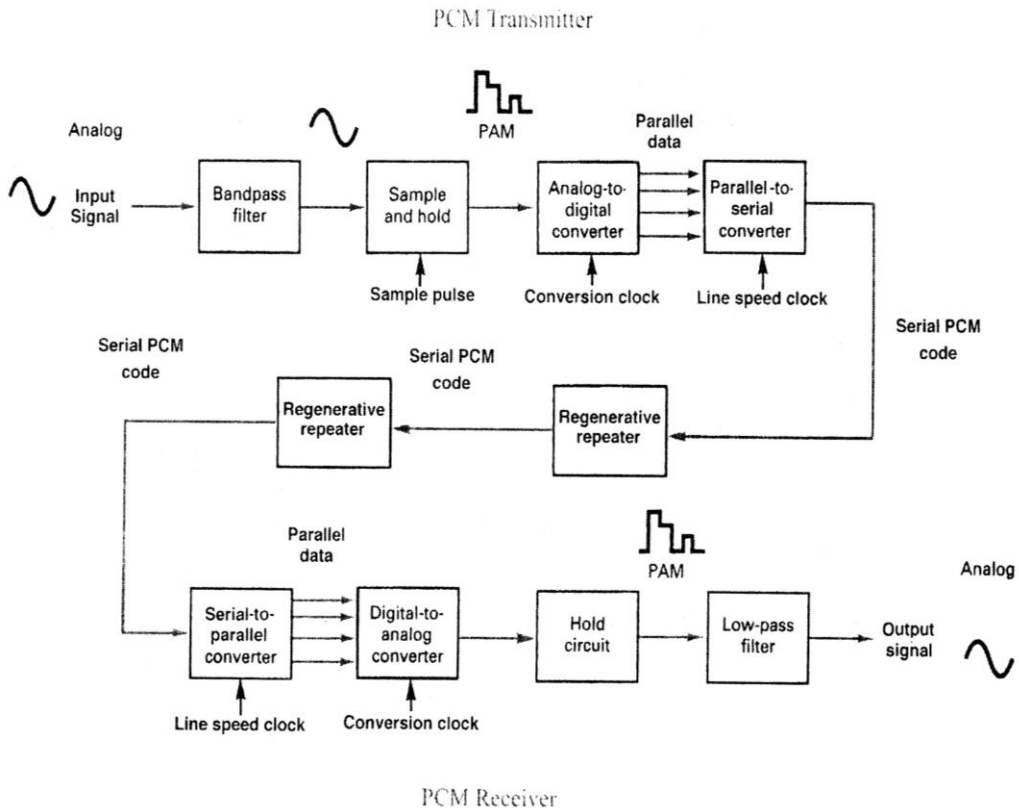 PCM Transmitter
Analog
Input
Signal
Bandpass
filter
Sample
and hold
Sample pulse
PAM
Analog-to-
digital
converter
Conversion clock
Parallel
data
Parallel-to-
serial
converter
Line speed clock
Serial PCM
code
Regenerative
repeater
Serial PCM
code
Regenerative
repeater
Serial PCM
code
Serial-to-
parallel
converter
Line speed clock
Parallel
data
Digital-to-
analog
converter
Conversion clock
Hold
circuit
PAM
Low-pass
filter
Analog
Output
signal
PCM Receiver